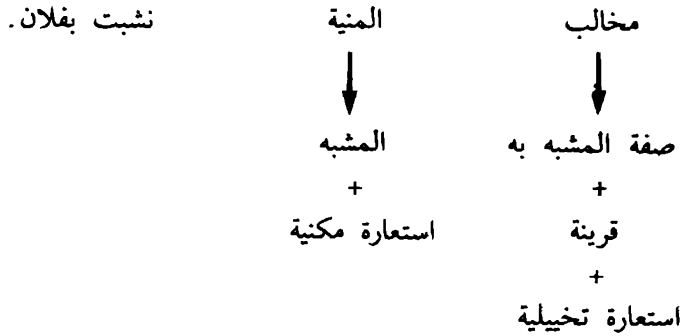 مخالب المنية نشبت بفلان.
صفة المشبه به المشبه
+ +
قرينة استعارة مكنية
+
استعارة تخييلية